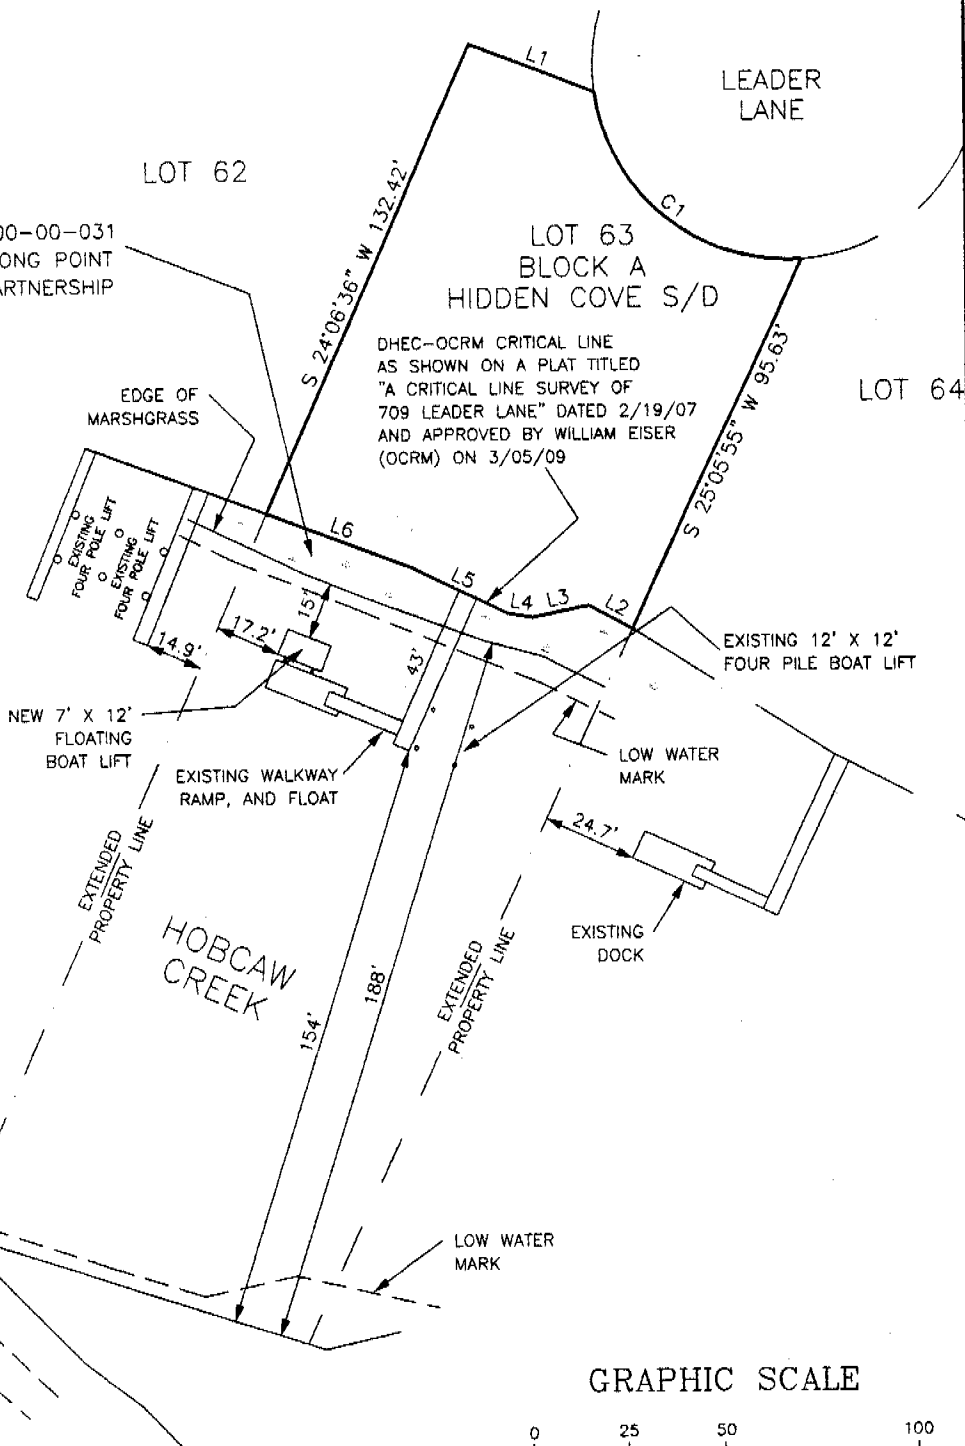 L1
LEADER
LANE
LOT 62
C1
00-00-031
ONG POINT
ARTNERSHIP
S 24°06'36" W 132.42'
LOT 63
BLOCK A
HIDDEN COVE S/D
DHEC-OCRM CRITICAL LINE
AS SHOWN ON A PLAT TITLED
"A CRITICAL LINE SURVEY OF
709 LEADER LANE" DATED 2/19/07
AND APPROVED BY WILLIAM EISER
(OCRM) ON 3/05/09
S 25°05'55" W 95.63'
LOT 64
EDGE OF
MARSHGRASS
EXISTING
FOUR POLE LIFT
EXISTING
FOUR POLE LIFT
L6
L5
L4
L3
L2
15'
17.2'
14.9'
43'
EXISTING 12' X 12'
FOUR PILE BOAT LIFT
NEW 7' X 12'
FLOATING
BOAT LIFT
EXISTING WALKWAY
RAMP, AND FLOAT
LOW WATER
MARK
24.7'
EXISTING
DOCK
EXTENDED
PROPERTY LINE
HOBCAW
CREEK
154'
188'
EXTENDED
PROPERTY LINE
LOW WATER
MARK
GRAPHIC SCALE
0 25 50 100